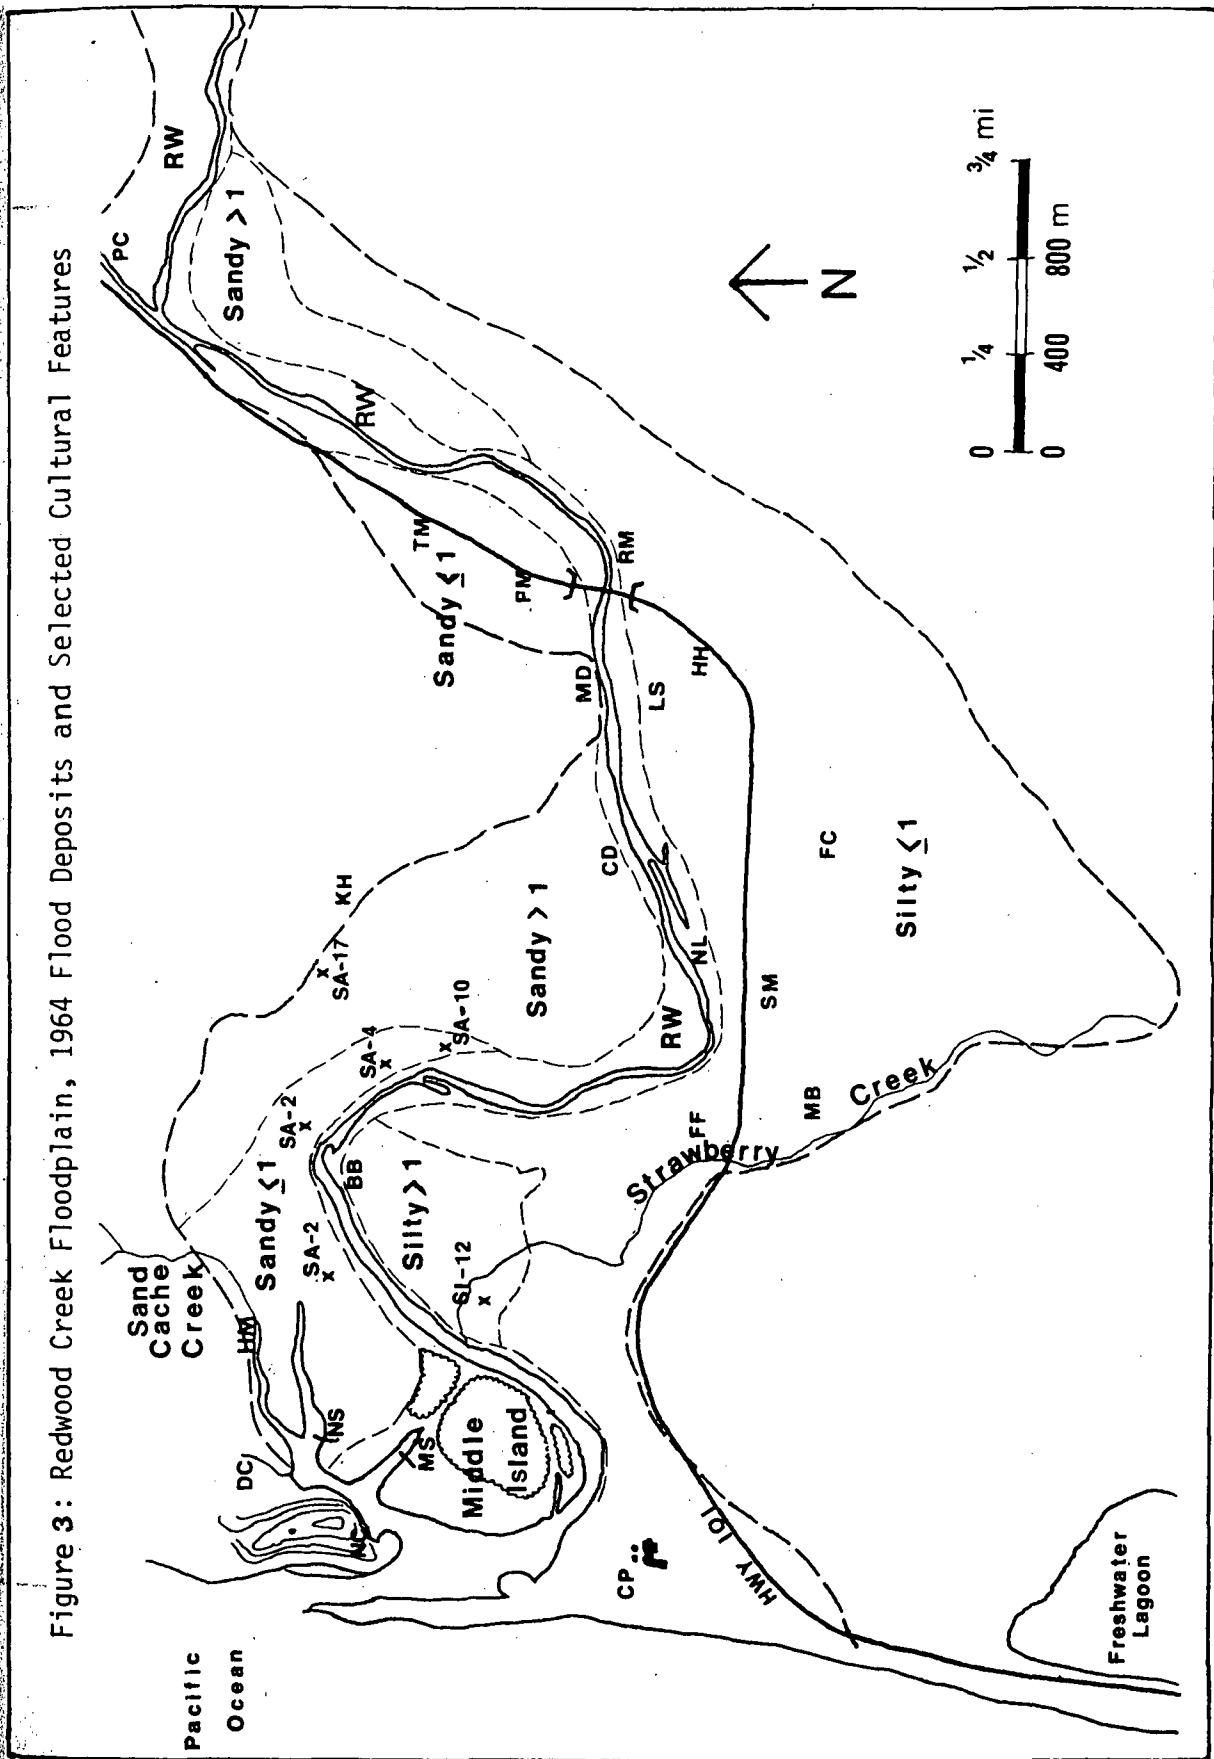 Figure 3: Redwood Creek Floodplain, 1964 Flood Deposits and Selected Cultural Features
Pacific
Ocean
Sand
Cache
Creek
DC
HM
NS
MS
Middle
Island
Sandy ≤ 1
SA-2
x
SA-2
x
SA-4
x
SA-10
x
SA-17
x
KH
BB
Silty > 1
SI-12
x
Sandy > 1
CD
MD
RW
NL
LS
HH
RM
PM
TM
Sandy ≤ 1
RW
Sandy > 1
RW
PC
CP
HWY 101
Strawberry
Creek
FF
MB
SM
FC
Silty ≤ 1
Freshwater
Lagoon
N
0 1/4 1/2 3/4 mi
0 400 800 m